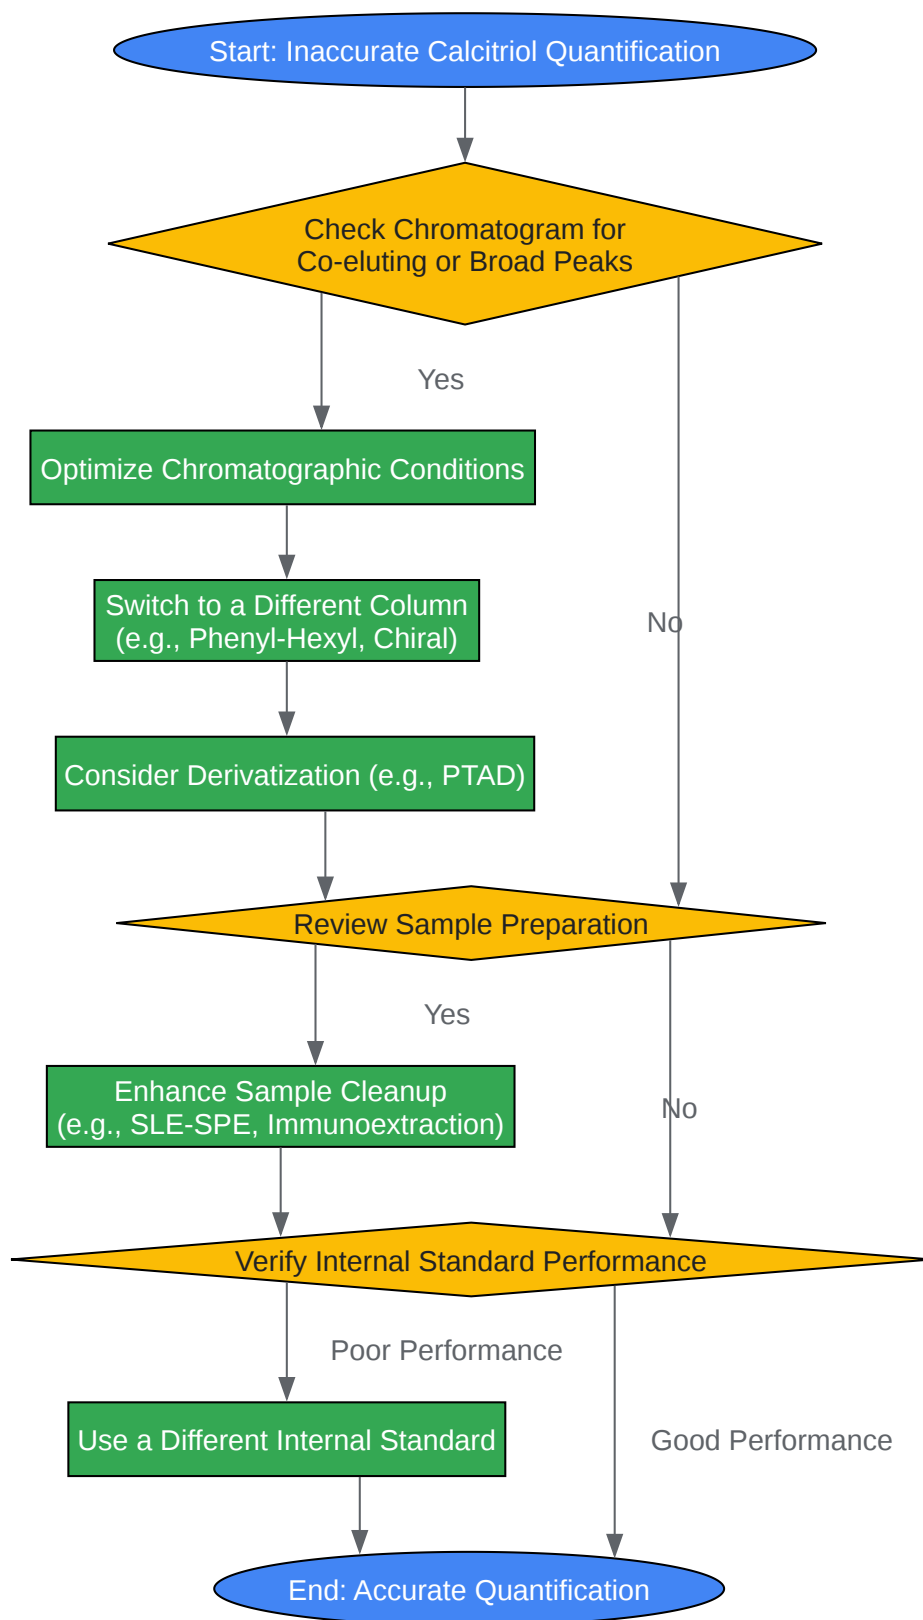 Start: Inaccurate Calcitriol Quantification
Check Chromatogram for
Co-eluting or Broad Peaks
Yes
Optimize Chromatographic Conditions
Switch to a Different Column
(e.g., Phenyl-Hexyl, Chiral)
No
Consider Derivatization (e.g., PTAD)
Review Sample Preparation
Yes
Enhance Sample Cleanup
(e.g., SLE-SPE, Immunoextraction)
No
Verify Internal Standard Performance
Poor Performance
Use a Different Internal Standard
Good Performance
End: Accurate Quantification